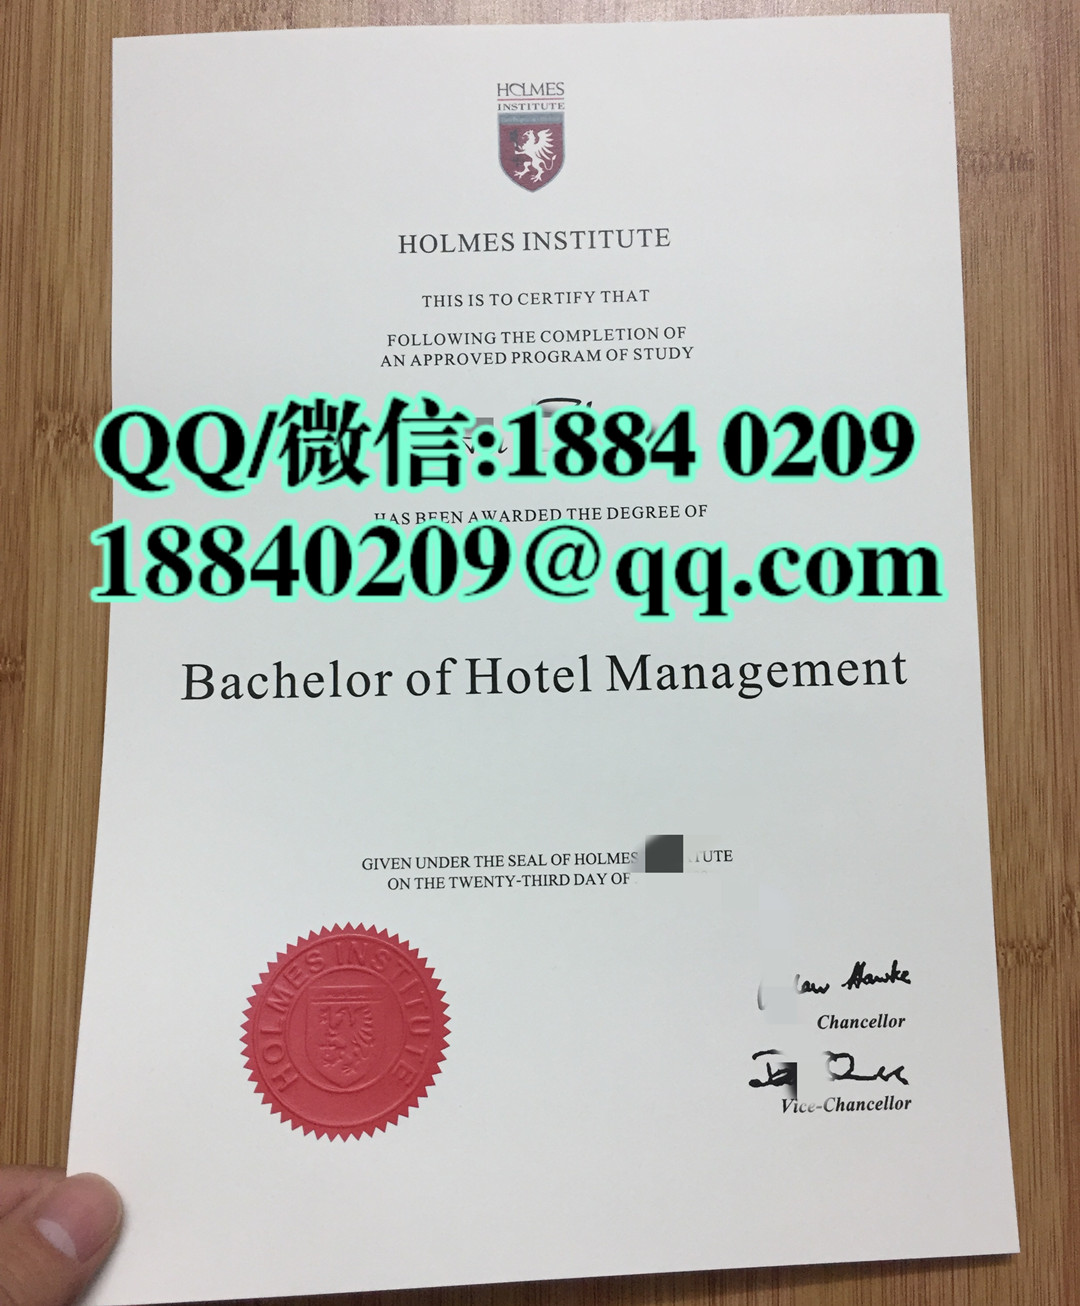 HOLMES
INSTITUTE
HOLMES INSTITUTE
THIS IS TO CERTIFY THAT
FOLLOWING THE COMPLETION OF
AN APPROVED PROGRAM OF STUDY
QQ/微信:1884 0209
HAS BEEN AWARDED THE DEGREE OF
18840209@qq.com
Bachelor of Hotel Management
GIVEN UNDER THE SEAL OF HOLMES
ON THE TWENTY-THIRD DAY OF
HOLMES INSTITUTE
Hawke
Chancellor
Vice-Chancellor